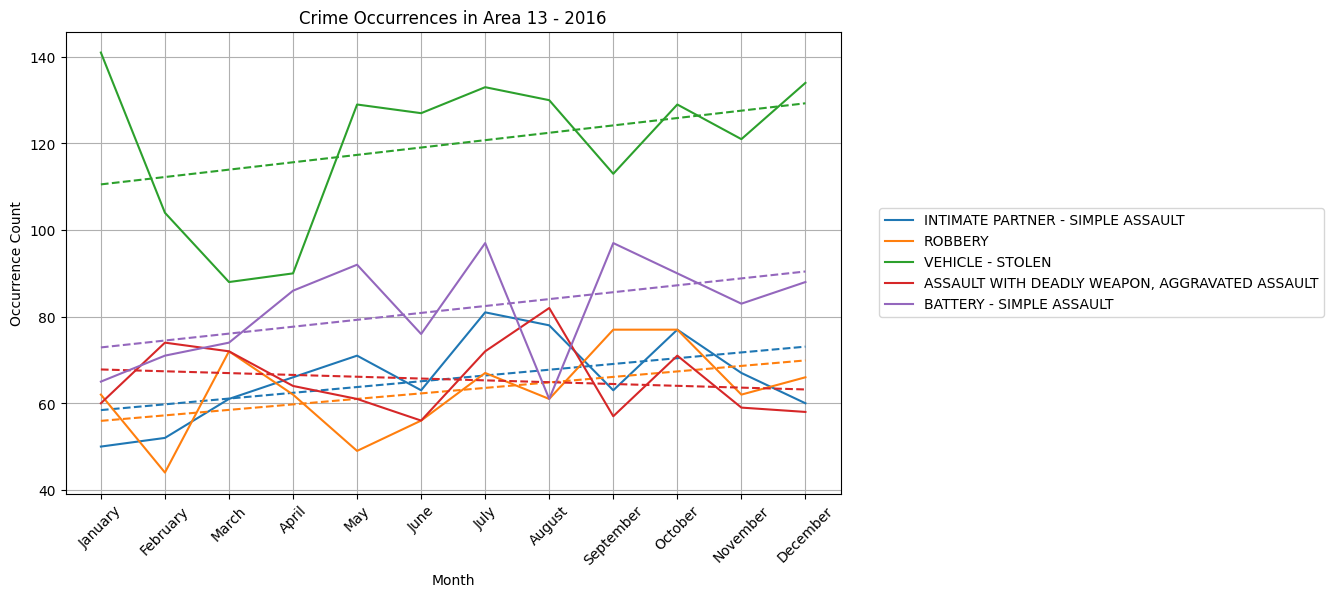 Crime Occurrences in Area 13 - 2016
Occurrence Count
140
120
100
80
60
40
January
February
March
April
May
June
July
August
September
October
November
December
Month
INTIMATE PARTNER - SIMPLE ASSAULT
ROBBERY
VEHICLE - STOLEN
ASSAULT WITH DEADLY WEAPON, AGGRAVATED ASSAULT
BATTERY - SIMPLE ASSAULT